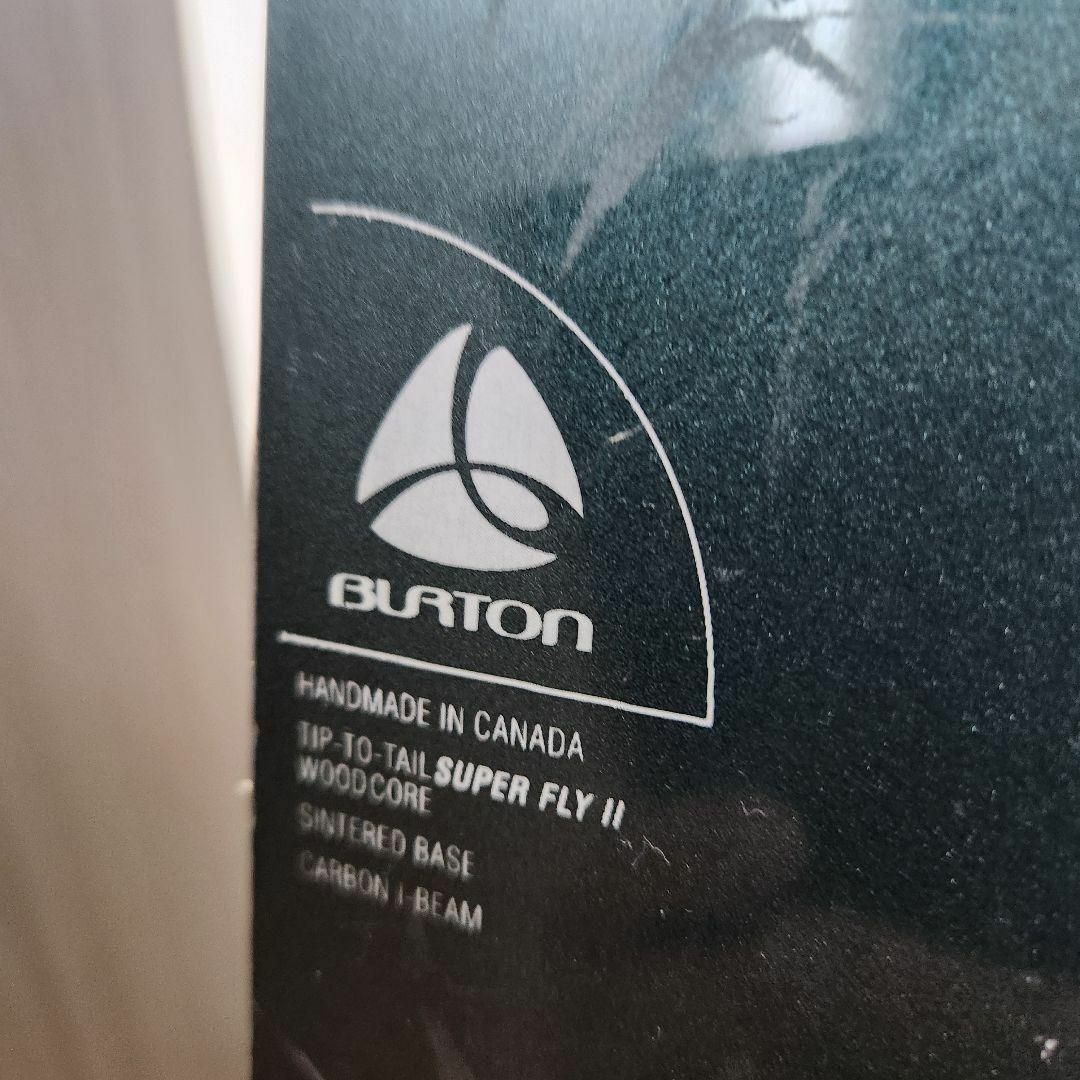 BURTON
HANDMADE IN CANADA
TIP-TO-TAIL SUPER FLY II
WOODCORE
SINTERED BASE
CARBON I-BEAM